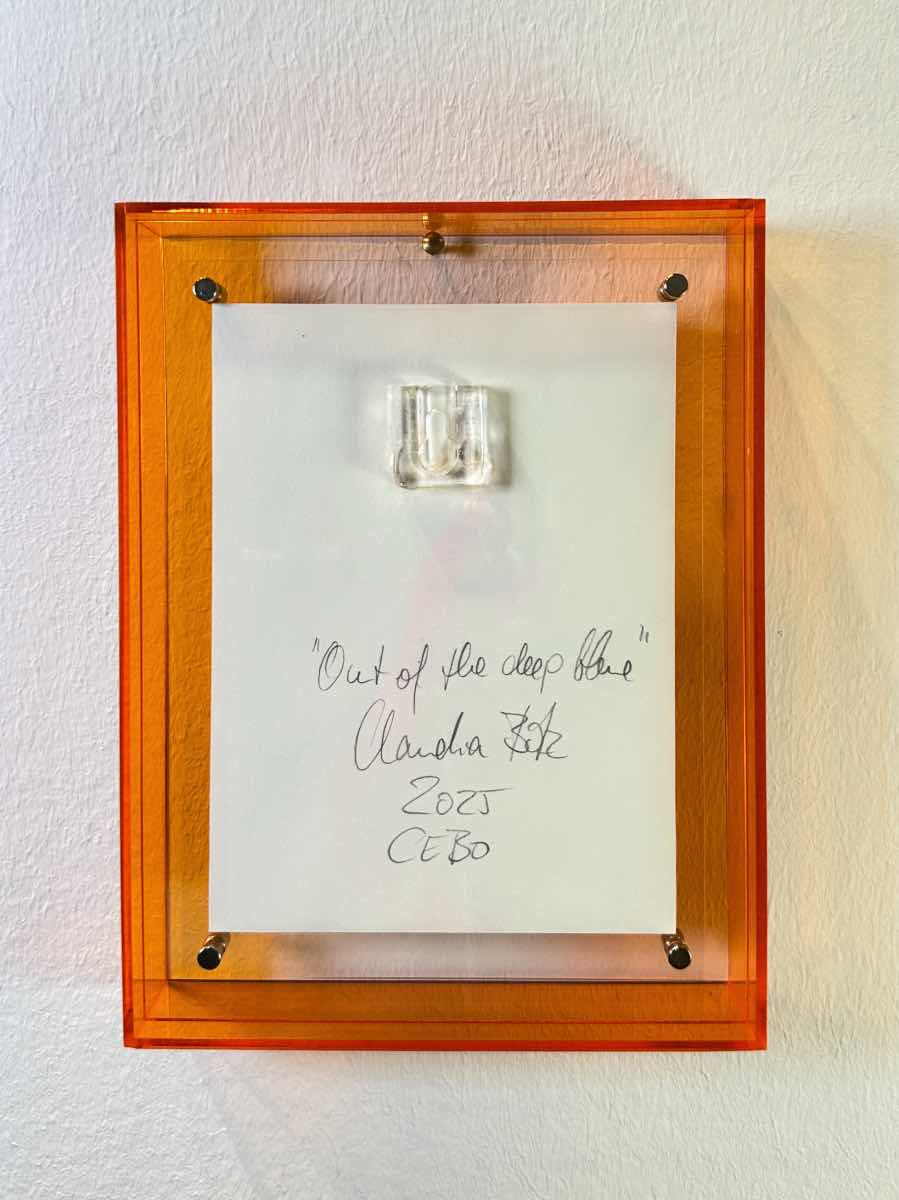 "Out of the deep blue"
Claudia
2025
CEBO